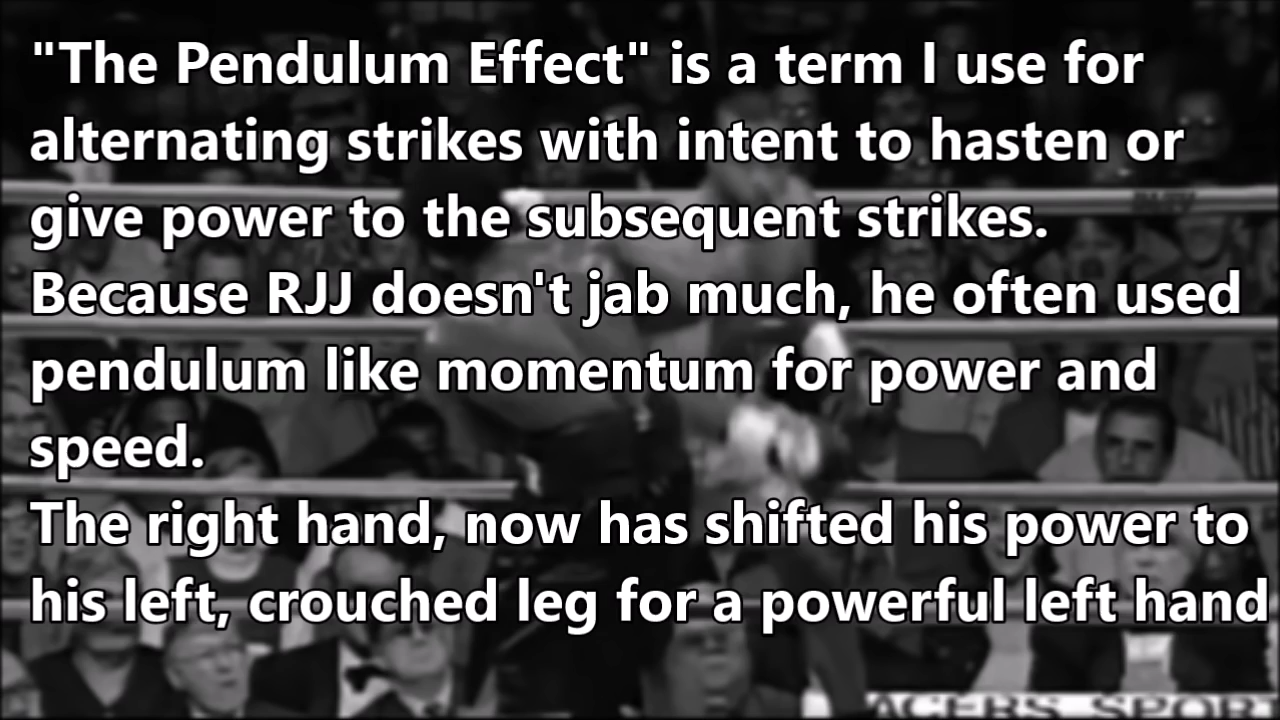 "The Pendulum Effect" is a term I use for
alternating strikes with intent to hasten or
give power to the subsequent strikes.
Because RJJ doesn't jab much, he often used
pendulum like momentum for power and
speed.
The right hand, now has shifted his power to
his left, crouched leg for a powerful left hand
ACERS SPORT